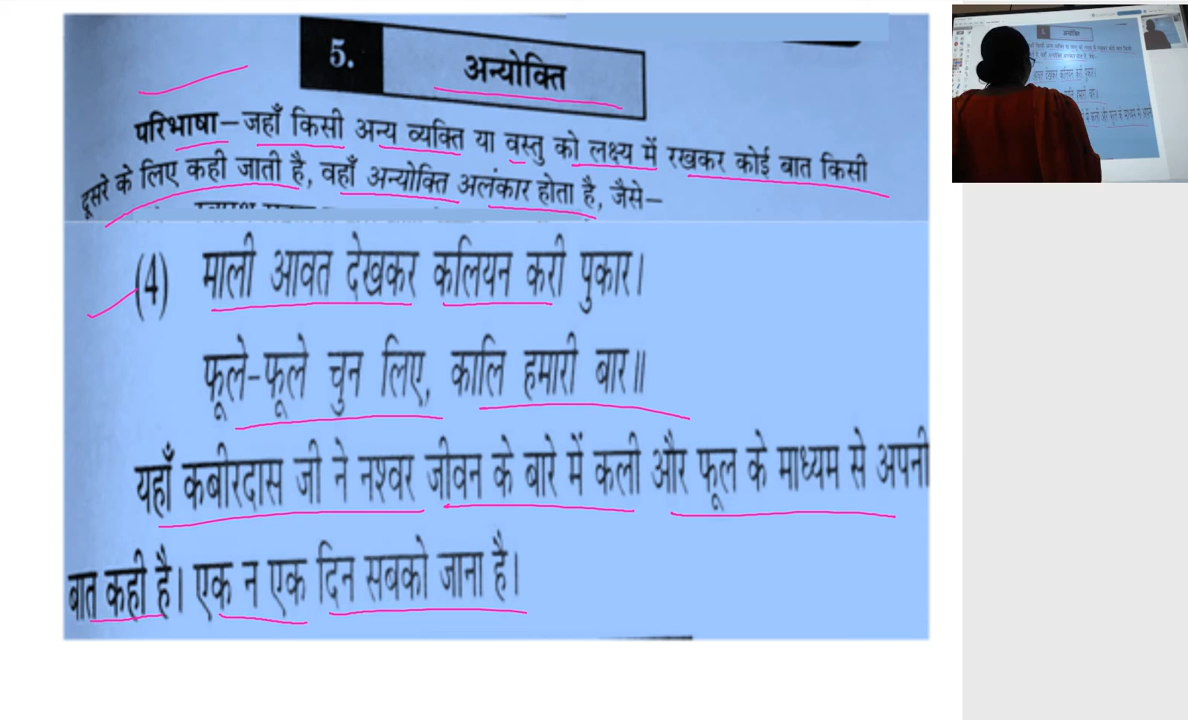 5. अन्योक्ति
परिभाषा–जहाँ किसी अन्य व्यक्ति या वस्तु को लक्ष्य में रखकर कोई बात किसी
दूसरे के लिए कही जाती है, वहाँ अन्योक्ति अलंकार होता है, जैसे–
(4) माली आवत देखकर कलियन करी पुकार।
फूले-फूले चुन लिए, कालि हमारी बार॥
यहाँ कबीरदास जी ने नश्वर जीवन के बारे में कली और फूल के माध्यम से अपनी
बात कही है। एक न एक दिन सबको जाना है।